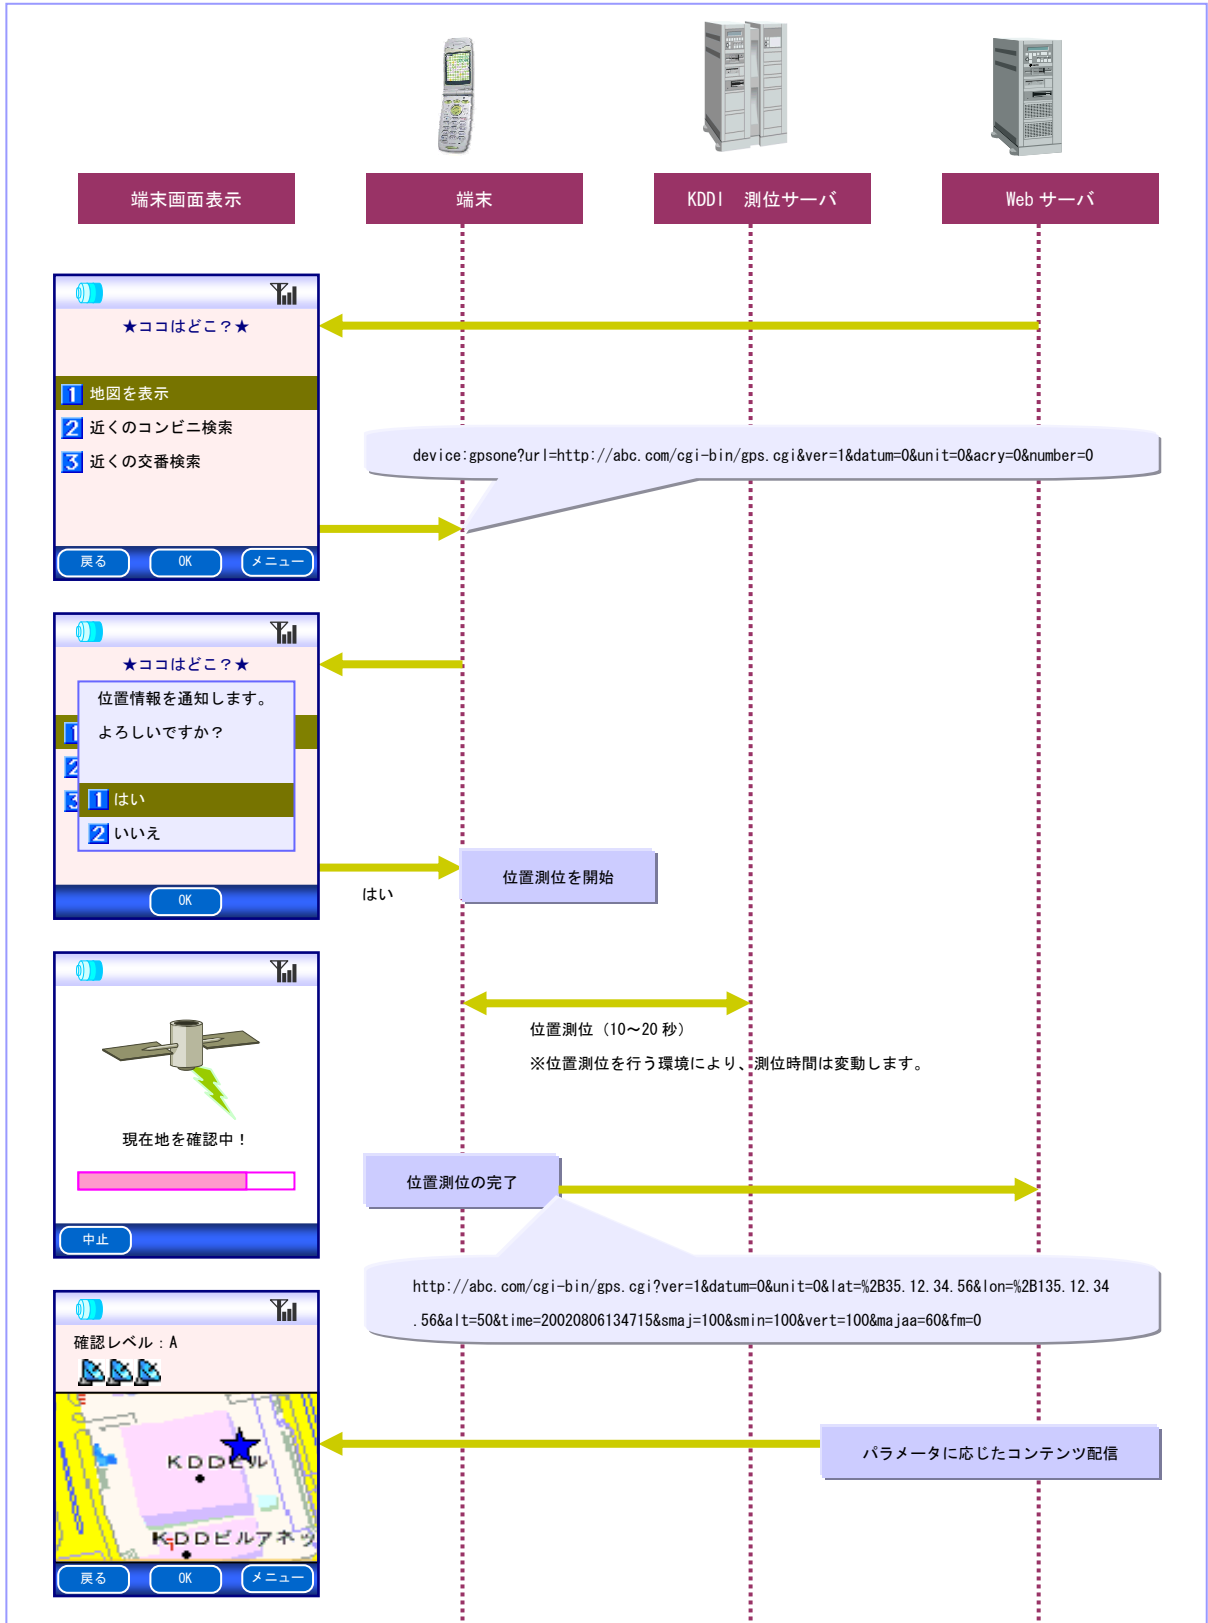 端末画面表示
端末
KDDI 測位サーバ
Web サーバ
★ココはどこ？★
1 地図を表示
2 近くのコンビニ検索
3 近くの交番検索
戻る OK メニュー
device:gpsone?url=http://abc.com/cgi-bin/gps.cgi&ver=1&datum=0&unit=0&acry=0&number=0
★ココはどこ？★
位置情報を通知します。
よろしいですか？
1
2
3
1 はい
2 いいえ
OK
はい
位置測位を開始
位置測位（10～20 秒）
※位置測位を行う環境により、測位時間は変動します。
現在地を確認中！
中止
位置測位の完了
http://abc.com/cgi-bin/gps.cgi?ver=1&datum=0&unit=0&lat=%2B35.12.34.56&lon=%2B135.12.34
.56&alt=50&time=20020806134715&smaj=100&smin=100&vert=100&majaa=60&fm=0
確認レベル：A
KDDビル
KDDビルアネッ
戻る OK メニュー
パラメータに応じたコンテンツ配信